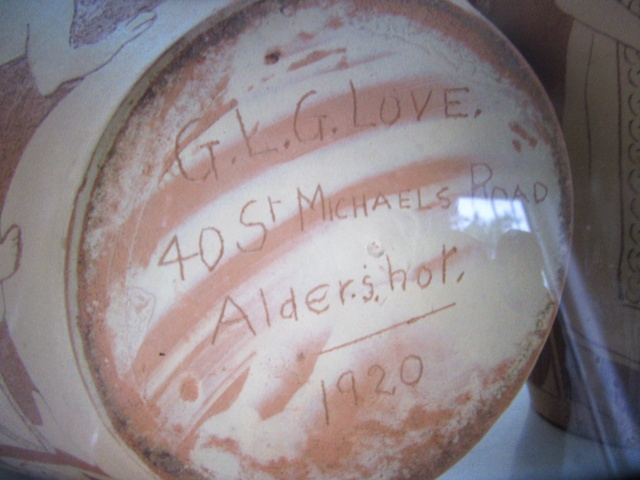 G.L.G. LOVE.
40 St MICHAELS ROAD
Aldershot.
1920